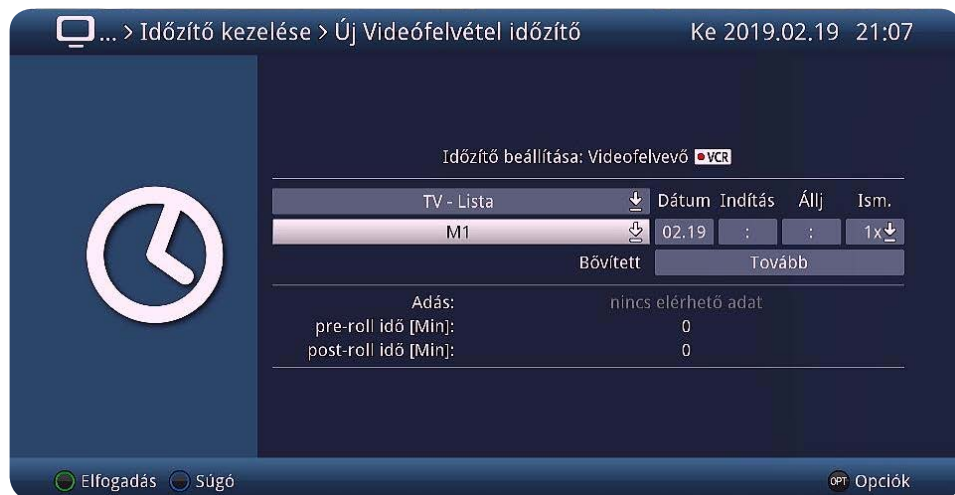 ... > Időzítő kezelése > Új Videófelvétel időzítő Ke 2019.02.19 21:07
Időzítő beállítása: Videofelvevő VCR
TV - Lista Dátum Indítás Állj Ism.
M1 02.19 : : 1x
Bővített Tovább
Adás: nincs elérhető adat
pre-roll idő [Min]: 0
post-roll idő [Min]: 0
Elfogadás Súgó OPT Opciók